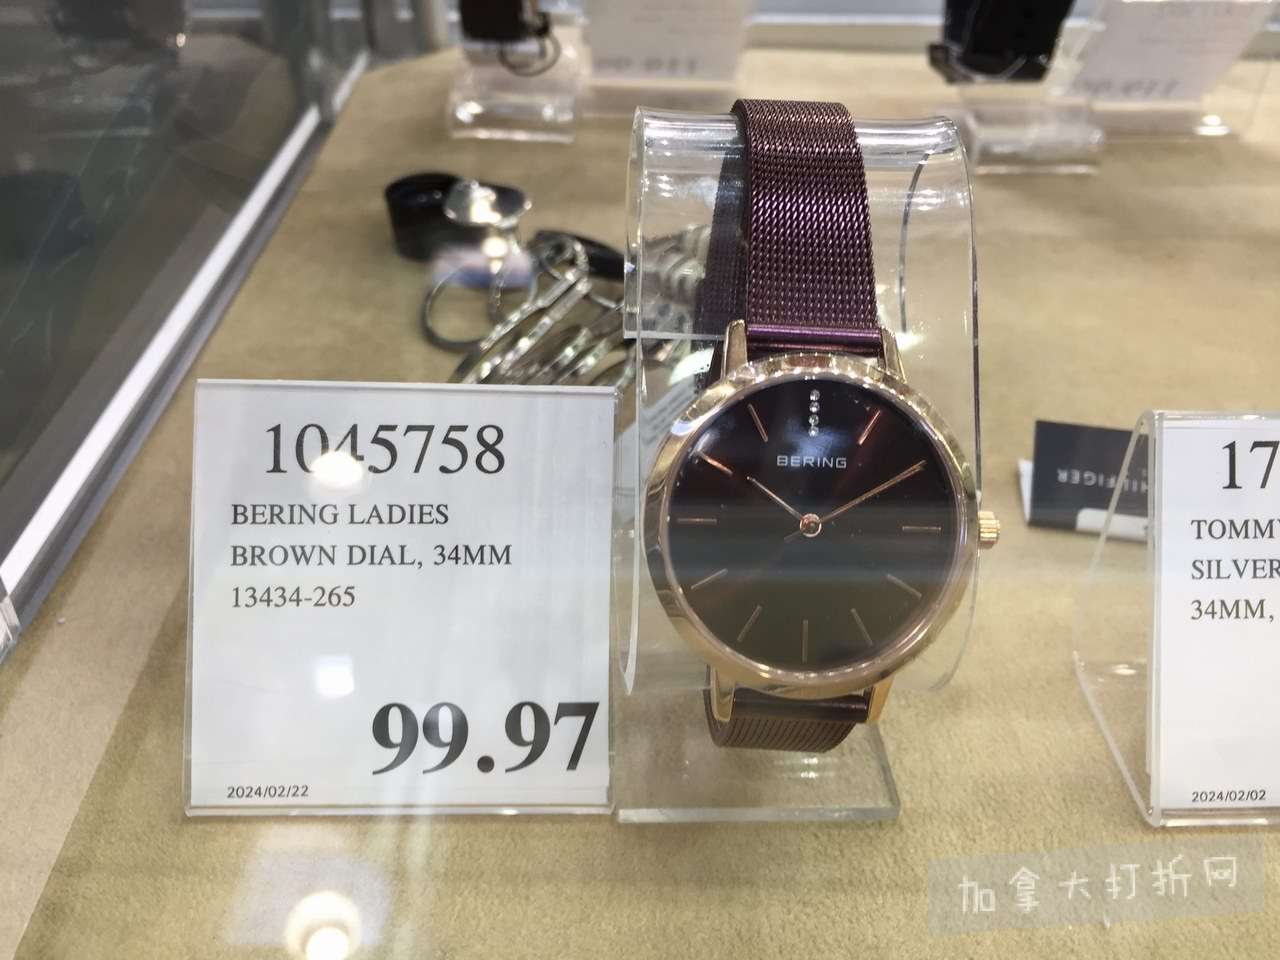 1045758
BERING LADIES
BROWN DIAL, 34MM
13434-265
99.97
2024/02/22
BERING
HILFIGER
17
TOMMY
SILVER
34MM,
2024/02/02
加拿大打折网